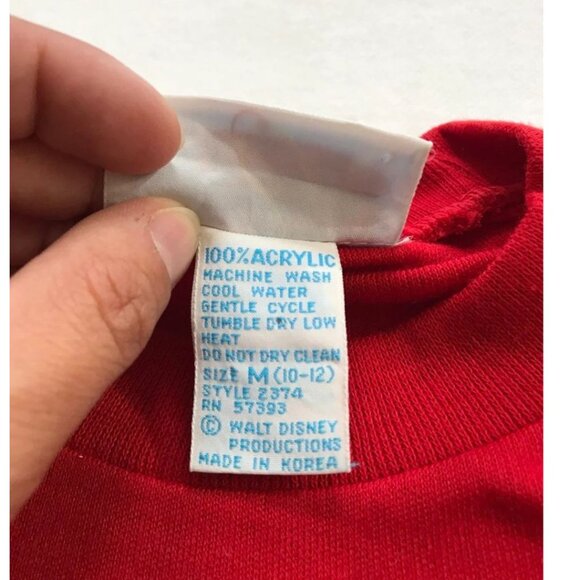 100% ACRYLIC
MACHINE WASH
COOL WATER
GENTLE CYCLE
TUMBLE DRY LOW
HEAT
DO NOT DRY CLEAN
SIZE M (10-12)
STYLE 2374
RN 57393
© WALT DISNEY
PRODUCTIONS
MADE IN KOREA